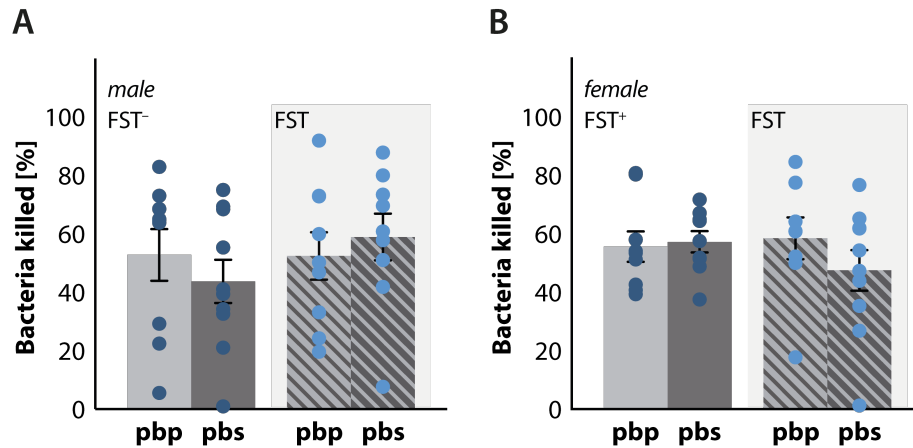 A
Bacteria killed [%]
100
80
60
40
20
0
male
FST⁻
FST
pbp pbs pbp pbs
B
Bacteria killed [%]
100
80
60
40
20
0
female
FST⁺
FST
pbp pbs pbp pbs